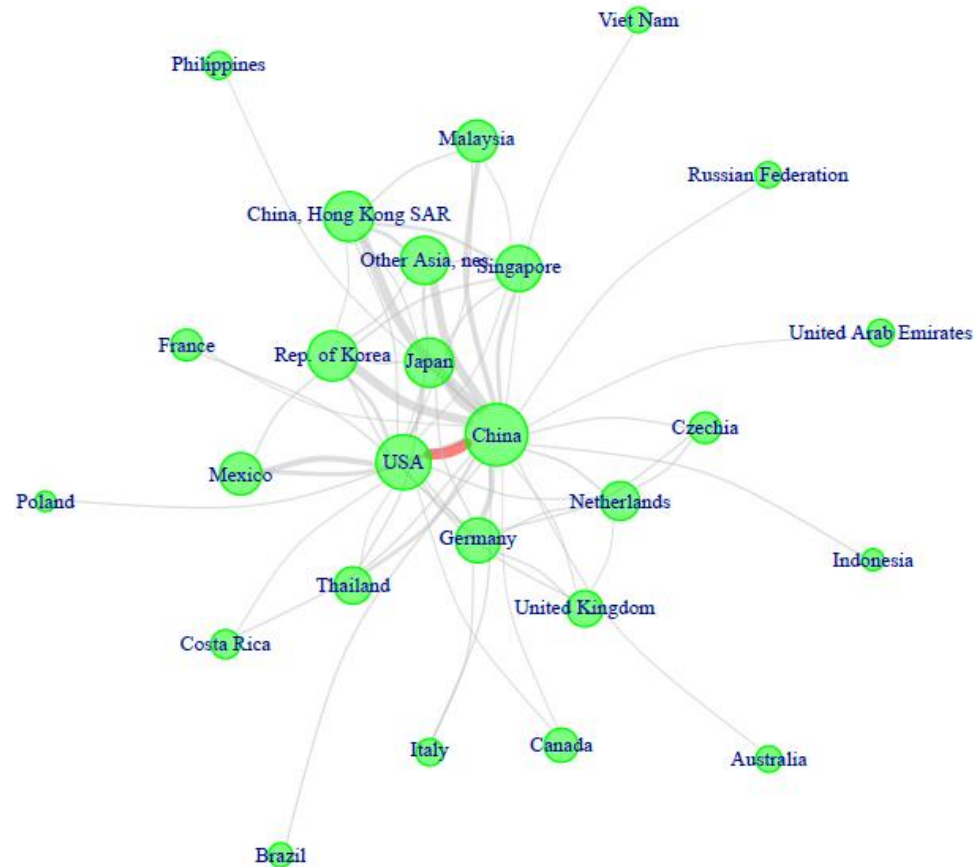 Viet Nam
Philippines
Malaysia
Russian Federation
China, Hong Kong SAR
Other Asia, nes
Singapore
United Arab Emirates
France
Rep. of Korea
Japan
Czechia
China
USA
Mexico
Poland
Netherlands
Germany
Indonesia
Thailand
United Kingdom
Costa Rica
Italy
Canada
Australia
Brazil